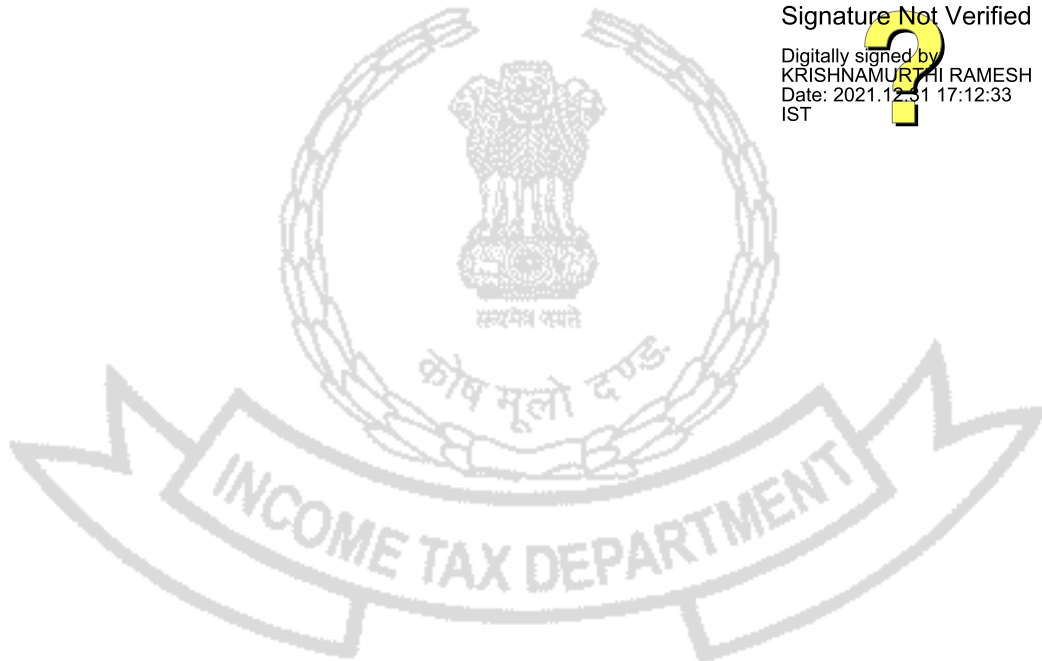 Signature Not Verified
Digitally signed by
KRISHNAMURTHI RAMESH
Date: 2021.12.31 17:12:33
IST
सत्यमेव जयते
कोष मूलो दण्ड:
INCOME TAX DEPARTMENT